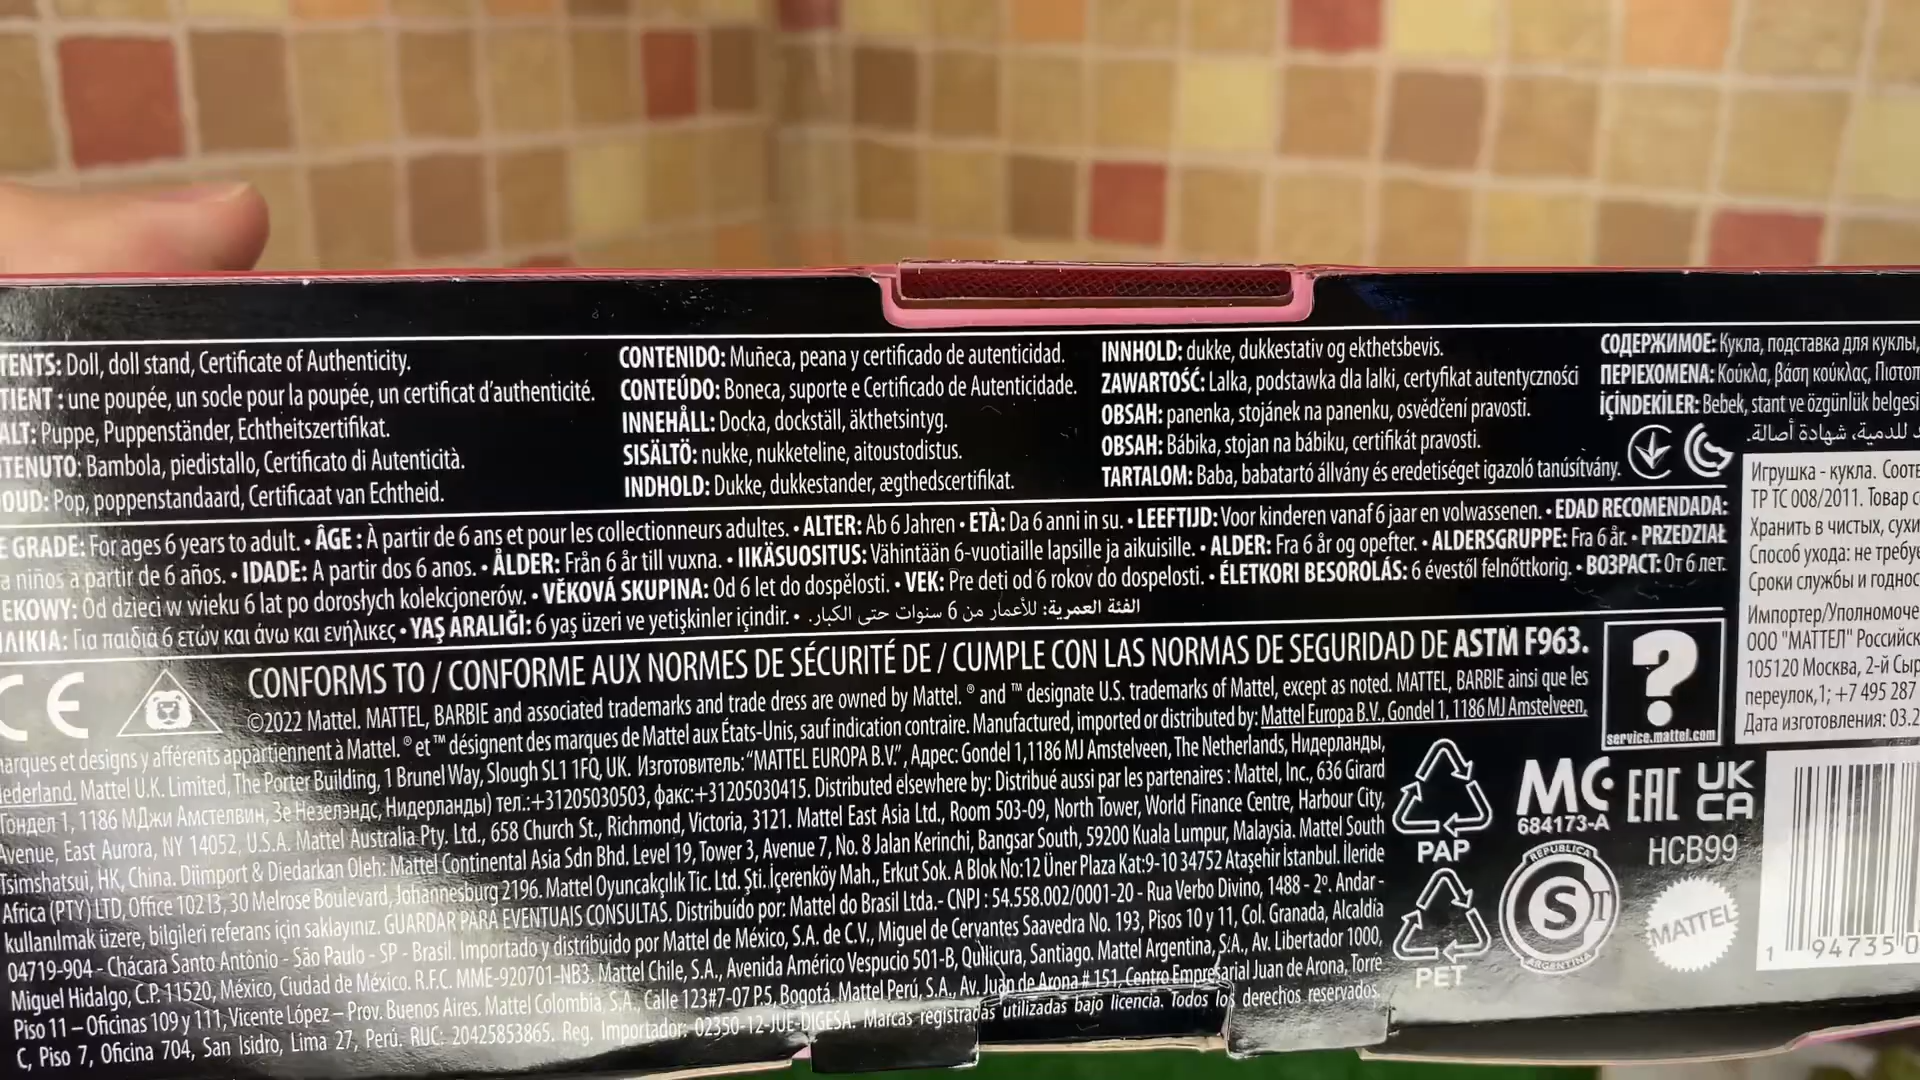 TENTS: Doll, doll stand, Certificate of Authenticity.
TIENT : une poupée, un socle pour la poupée, un certificat d'authenticité.
ALT: Puppe, Puppenständer, Echtheitszertifikat.
TENUTO: Bambola, piedistallo, Certificato di Autenticità.
OUD: Pop, poppenstandaard, Certificaat van Echtheid.
CONTENIDO: Muñeca, peana y certificado de autenticidad.
CONTEÚDO: Boneca, suporte e Certificado de Autenticidade.
INNEHÅLL: Docka, dockställ, äkthetsintyg.
SISÄLTÖ: nukke, nukketeline, aitoustodistus.
INDHOLD: Dukke, dukkestander, ægthedscertifikat.
INNHOLD: dukke, dukkestativ og ekthetsbevis.
ZAWARTOŚĆ: Lalka, podstawka dla lalki, certyfikat autentyczności
OBSAH: panenka, stojánek na panenku, osvědčení pravosti.
OBSAH: Bábika, stojan na bábiku, certifikát pravosti.
TARTALOM: Baba, babatartó állvány és eredetiséget igazoló tanúsítvány.
СОДЕРЖИМОЕ: Кукла, подставка для куклы,
ΠΕΡΙΕΧΟΜΕΝΑ: Κούκλα, βάση κούκλας, Πιστοπ
İÇİNDEKİLER: Bebek, stant ve özgünlük belgesi
للدمية، شهادة أصالة.
E GRADE: For ages 6 years to adult. • ÂGE : À partir de 6 ans et pour les collectionneurs adultes. • ALTER: Ab 6 Jahren • ETÀ: Da 6 anni in su. • LEEFTIJD: Voor kinderen vanaf 6 jaar en volwassenen. • EDAD RECOMENDADA:
a niños a partir de 6 años. • IDADE: A partir dos 6 anos. • ÅLDER: Från 6 år till vuxna. • IIKÄSUOSITUS: Vähintään 6-vuotiaille lapsille ja aikuisille. • ALDER: Fra 6 år og opefter. • ALDERSGRUPPE: Fra 6 år. • PRZEDZIAŁ
EKOWY: Od dzieci w wieku 6 lat po dorosłych kolekcjonerów. • VĚKOVÁ SKUPINA: Od 6 let do dospělosti. • VEK: Pre deti od 6 rokov do dospelosti. • ÉLETKORI BESOROLÁS: 6 évestől felnőttkorig. • ВОЗРАСТ: От 6 лет.
ΛΙΚΙΑ: Για παιδιά 6 ετών και άνω και ενήλικες • YAŞ ARALIĞI: 6 yaş üzeri ve yetişkinler içindir. • الفئة العمرية: للأعمار من 6 سنوات حتى الكبار.
CONFORMS TO / CONFORME AUX NORMES DE SÉCURITÉ DE / CUMPLE CON LAS NORMAS DE SEGURIDAD DE ASTM F963.
CE
©2022 Mattel. MATTEL, BARBIE and associated trademarks and trade dress are owned by Mattel. ® and ™ designate U.S. trademarks of Mattel, except as noted. MATTEL, BARBIE ainsi que les
marques et designs y afférents appartiennent à Mattel. ® et ™ désignent des marques de Mattel aux États-Unis, sauf indication contraire. Manufactured, imported or distributed by: Mattel Europa B.V., Gondel 1, 1186 MJ Amstelveen,
Nederland. Mattel U.K. Limited, The Porter Building, 1 Brunel Way, Slough SL1 1FQ, UK. Изготовитель: "MATTEL EUROPA B.V.", Адрес: Gondel 1,1186 MJ Amstelveen, The Netherlands, Нидерланды,
Гондел 1, 1186 МДжи Амстелвин, Зе Незелэндс, Нидерланды) тел.:+31205030503, факс:+31205030415. Distributed elsewhere by: Distribué aussi par les partenaires : Mattel, Inc., 636 Girard
Avenue, East Aurora, NY 14052, U.S.A. Mattel Australia Pty. Ltd., 658 Church St., Richmond, Victoria, 3121. Mattel East Asia Ltd., Room 503-09, North Tower, World Finance Centre, Harbour City,
Tsimshatsui, HK, China. Diimport & Diedarkan Oleh: Mattel Continental Asia Sdn Bhd. Level 19, Tower 3, Avenue 7, No. 8 Jalan Kerinchi, Bangsar South, 59200 Kuala Lumpur, Malaysia. Mattel South
Africa (PTY) LTD, Office 102 I3, 30 Melrose Boulevard, Johannesburg 2196. Mattel Oyuncakçılık Tic. Ltd. Şti. İçerenköy Mah., Erkut Sok. A Blok No:12 Üner Plaza Kat:9-10 34752 Ataşehir İstanbul. İleride
kullanılmak üzere, bilgileri referans için saklayınız. GUARDAR PARA EVENTUAIS CONSULTAS. Distribuído por: Mattel do Brasil Ltda.- CNPJ : 54.558.002/0001-20 - Rua Verbo Divino, 1488 - 2º. Andar -
04719-904 - Chácara Santo Antônio - São Paulo - SP - Brasil. Importado y distribuido por Mattel de México, S.A. de C.V., Miguel de Cervantes Saavedra No. 193, Pisos 10 y 11, Col. Granada, Alcaldía
Miguel Hidalgo, C.P. 11520, México, Ciudad de México. R.F.C. MME-920701-NB3. Mattel Chile, S.A., Avenida Américo Vespucio 501-B, Quilicura, Santiago. Mattel Argentina, S.A., Av. Libertador 1000,
Piso 11 – Oficinas 109 y 111, Vicente López – Prov. Buenos Aires. Mattel Colombia, S.A., Calle 123#7-07 P.5, Bogotá. Mattel Perú, S.A., Av. Juan de Arona # 151, Centro Empresarial Juan de Arona, Torre
C, Piso 7, Oficina 704, San Isidro, Lima 27, Perú. RUC: 20425853865. Reg. Importador: 02350-12-JUE-DIGESA. Marcas registradas utilizadas bajo licencia. Todos los derechos reservados.
?
service.mattel.com
PAP
PET
MC
684173-A
EAC
UK
CA
HCB99
REPUBLICA
S
ARGENTINA
MATTEL
Игрушка - кукла. Соотв
ТР ТС 008/2011. Товар с
Хранить в чистых, сухи
Способ ухода: не требуе
Сроки службы и годнос
Импортер/Уполномоче
ООО "МАТТЕЛ" Российск
105120 Москва, 2-й Сыр
переулок,1; +7 495 287
Дата изготовления: 03.2
1 94735 0